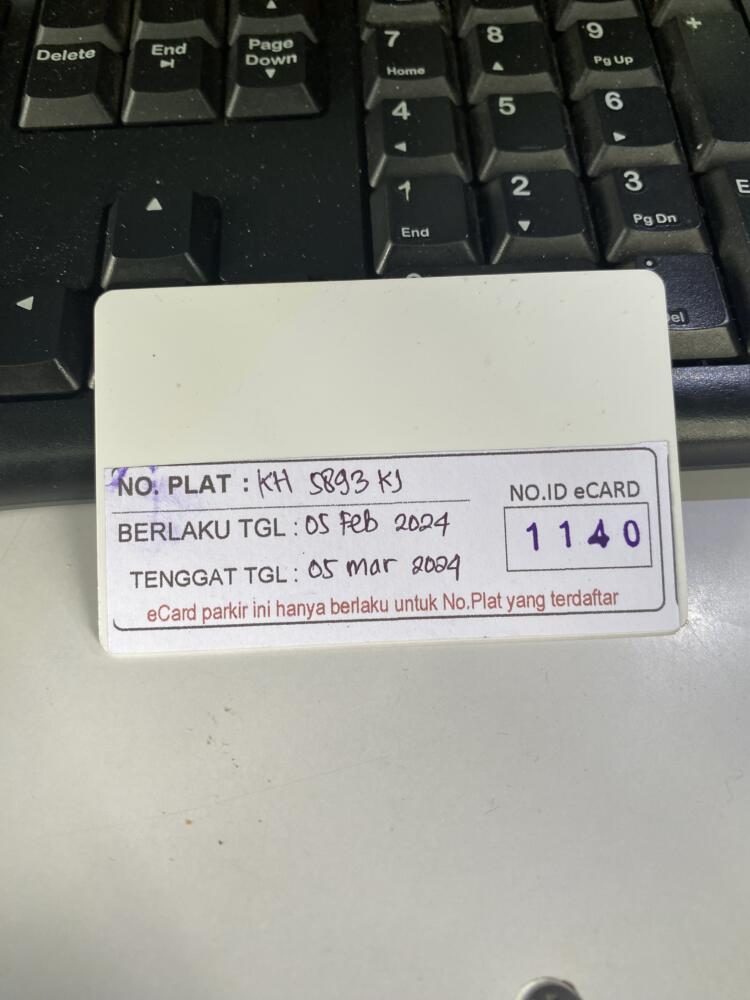 Delete
End
Page
Down
7
Home
8
9
Pg Up
+
4
5
6
1
End
2
3
Pg Dn
NO. PLAT : KH 5893 KJ
NO.ID eCARD
BERLAKU TGL : 05 Feb 2024
1140
TENGGAT TGL : 05 Mar 2024
eCard parkir ini hanya berlaku untuk No.Plat yang terdaftar